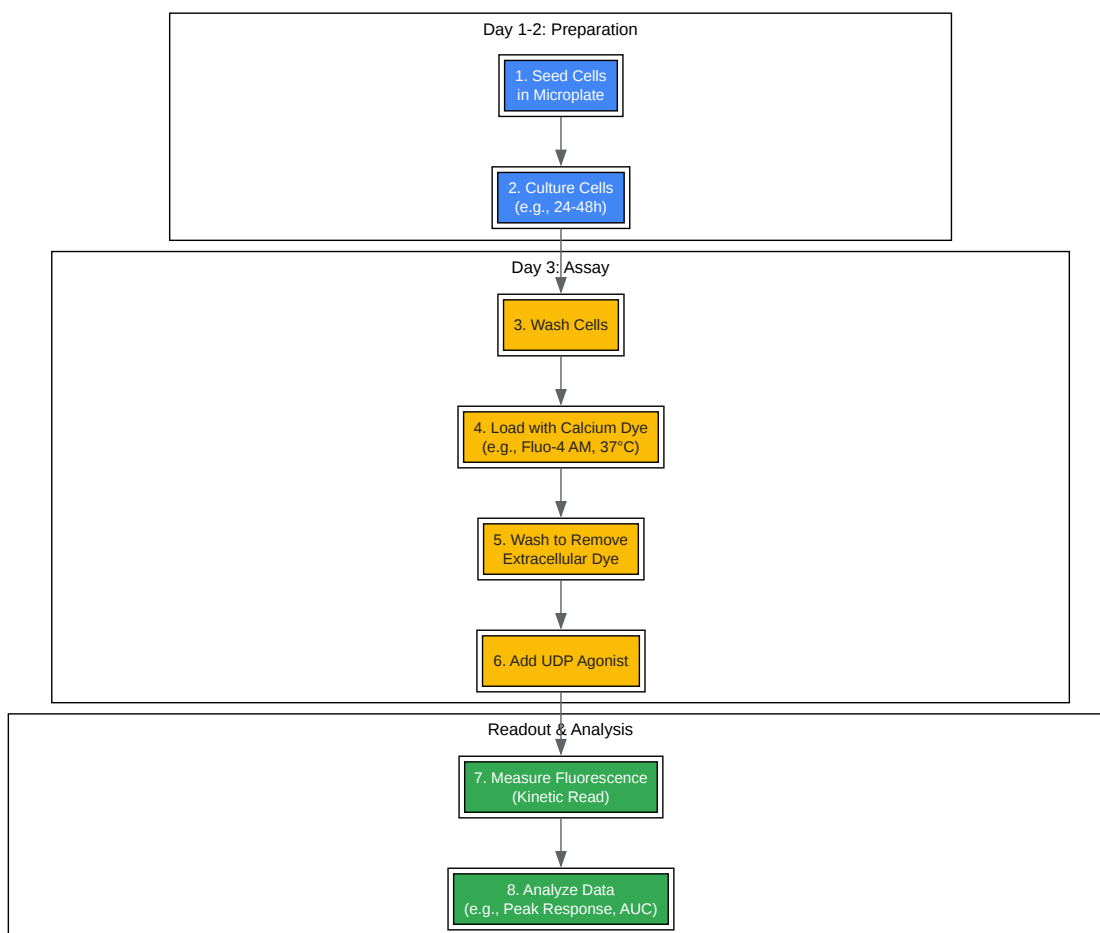 Day 1-2: Preparation
1. Seed Cells
in Microplate
2. Culture Cells
(e.g., 24-48h)
Day 3: Assay
3. Wash Cells
4. Load with Calcium Dye
(e.g., Fluo-4 AM, 37°C)
5. Wash to Remove
Extracellular Dye
6. Add UDP Agonist
Readout & Analysis
7. Measure Fluorescence
(Kinetic Read)
8. Analyze Data
(e.g., Peak Response, AUC)